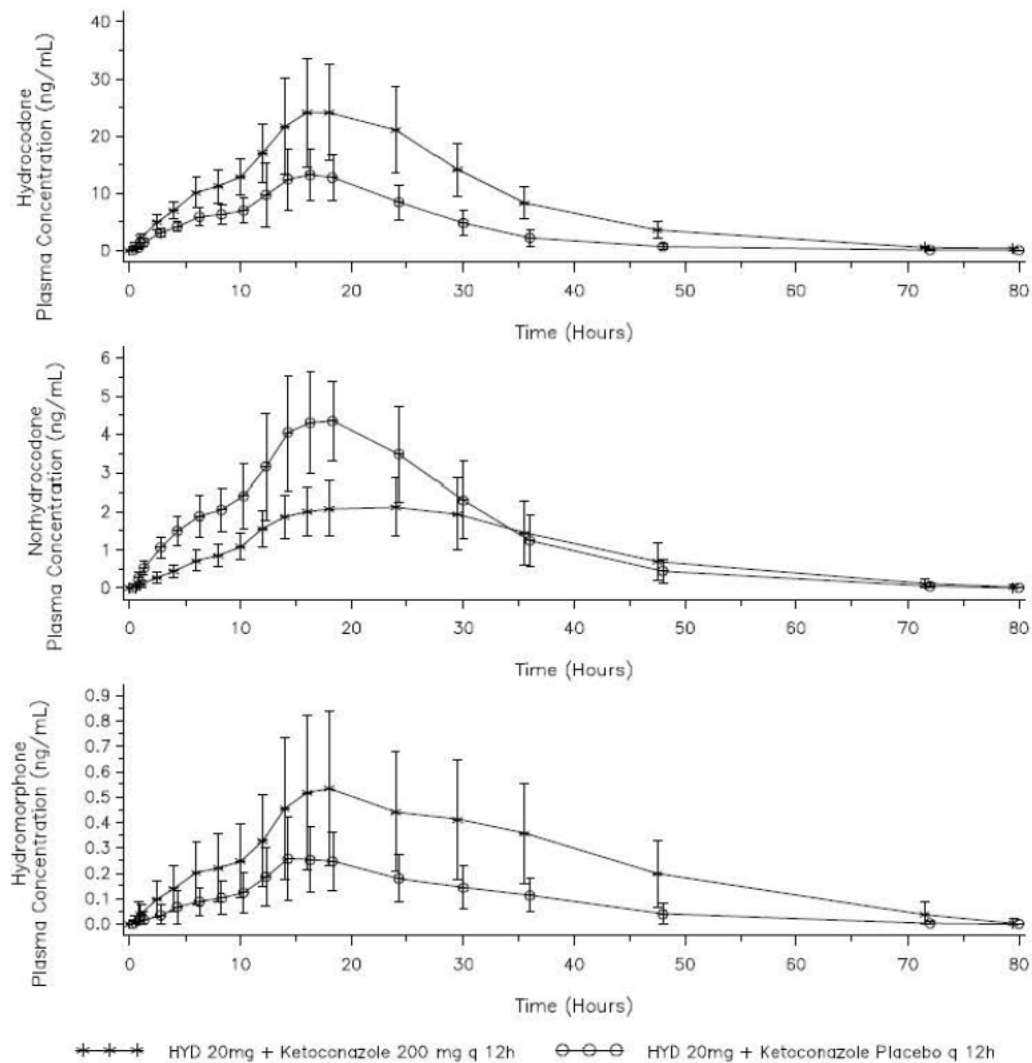 Hydrocodone
Plasma Concentration (ng/mL)
40
30
20
10
0
0 10 20 30 40 50 60 70 80
Time (Hours)
Norhydrocodone
Plasma Concentration (ng/mL)
6
5
4
3
2
1
0
0 10 20 30 40 50 60 70 80
Time (Hours)
Hydromorphone
Plasma Concentration (ng/mL)
0.9
0.8
0.7
0.6
0.5
0.4
0.3
0.2
0.1
0.0
0 10 20 30 40 50 60 70 80
Time (Hours)
HYD 20mg + Ketoconazole 200 mg q 12h HYD 20mg + Ketoconazole Placebo q 12h